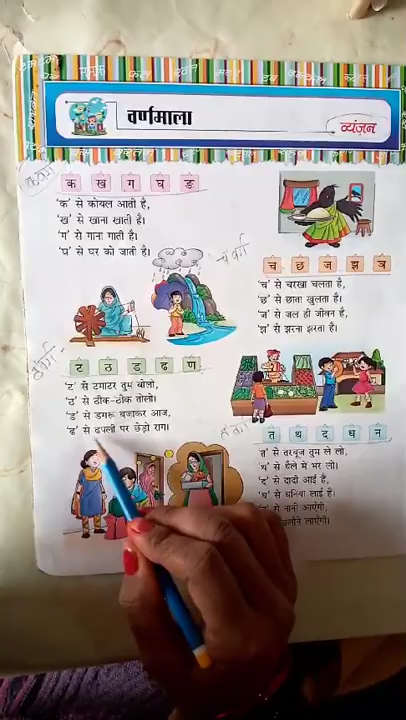 वर्णमाला
व्यंजन
क ख ग घ ङ
'क' से कोयल आती है,
'ख' से खाना खाती है।
'ग' से गाना गाती है।
'घ' से घर को जाती है।
च छ ज झ ञ
'च' से चरखा चलता है,
'छ' से छाता खुलता है।
'ज' से जल ही जीवन है,
'झ' से झरना झरता है।
ट ठ ड ढ ण
'ट' से टमाटर तुम बोलो,
'ठ' से ठीक-ठीक तोलो।
'ड' से डमरू बजाकर आज,
'ढ' से ढपली पर छेड़ो राग।
त थ द ध न
'त' से तरबूज तुम ले लो,
'थ' से थैले में भर लो।
'द' से दादी आई हैं,
'ध' से धनिया लाई हैं।
से नानी आएँगी,
लाएँगी।